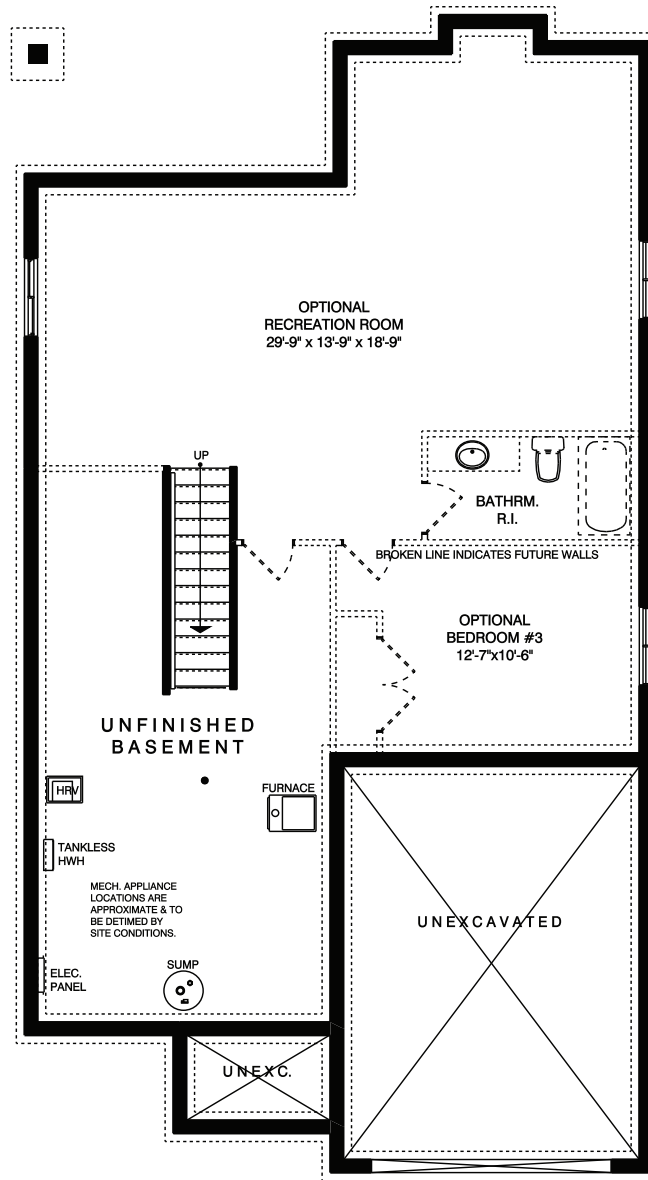 OPTIONAL
RECREATION ROOM
29'-9" x 13'-9" x 18'-9"
UP
BATHRM.
R.I.
BROKEN LINE INDICATES FUTURE WALLS
OPTIONAL
BEDROOM #3
12'-7"x10'-6"
UNFINISHED
BASEMENT
HRV
FURNACE
TANKLESS
HWH
MECH. APPLIANCE
LOCATIONS ARE
APPROXIMATE & TO
BE DETIMED BY
SITE CONDITIONS.
UNEXCAVATED
ELEC.
PANEL
SUMP
UNEXC.